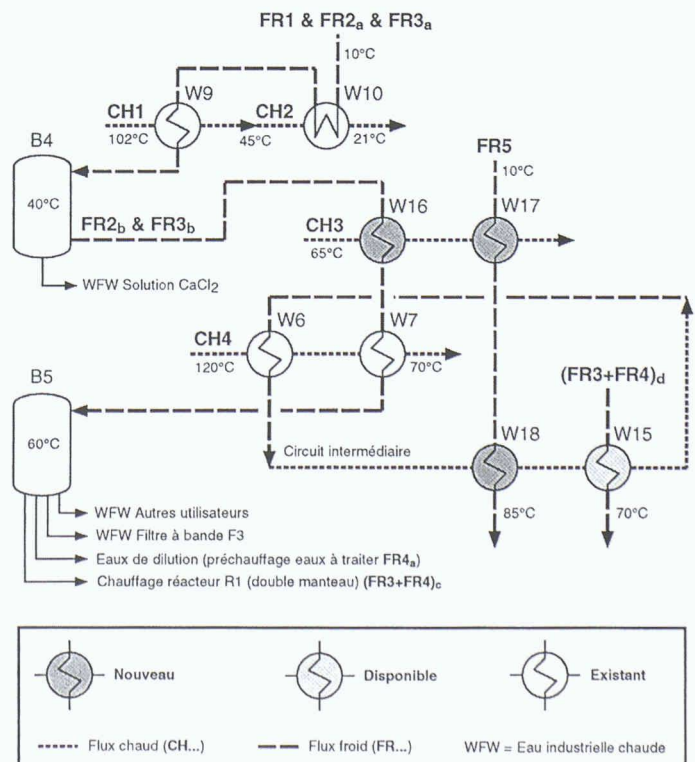 FR1 & FR2a & FR3a
10°C
W9
W10
CH1
CH2
102°C
45°C
21°C
B4
40°C
FR5
10°C
FR2b & FR3b
W16
W17
CH3
65°C
WFW Solution CaCl2
W6
W7
CH4
120°C
70°C
(FR3+FR4)d
B5
60°C
W18
W15
Circuit intermédiaire
85°C
70°C
WFW Autres utilisateurs
WFW Filtre à bande F3
Eaux de dilution (préchauffage eaux à traiter FR4a)
Chauffage réacteur R1 (double manteau) (FR3+FR4)c
Nouveau
Disponible
Existant
Flux chaud (CH...)
Flux froid (FR...)
WFW = Eau industrielle chaude